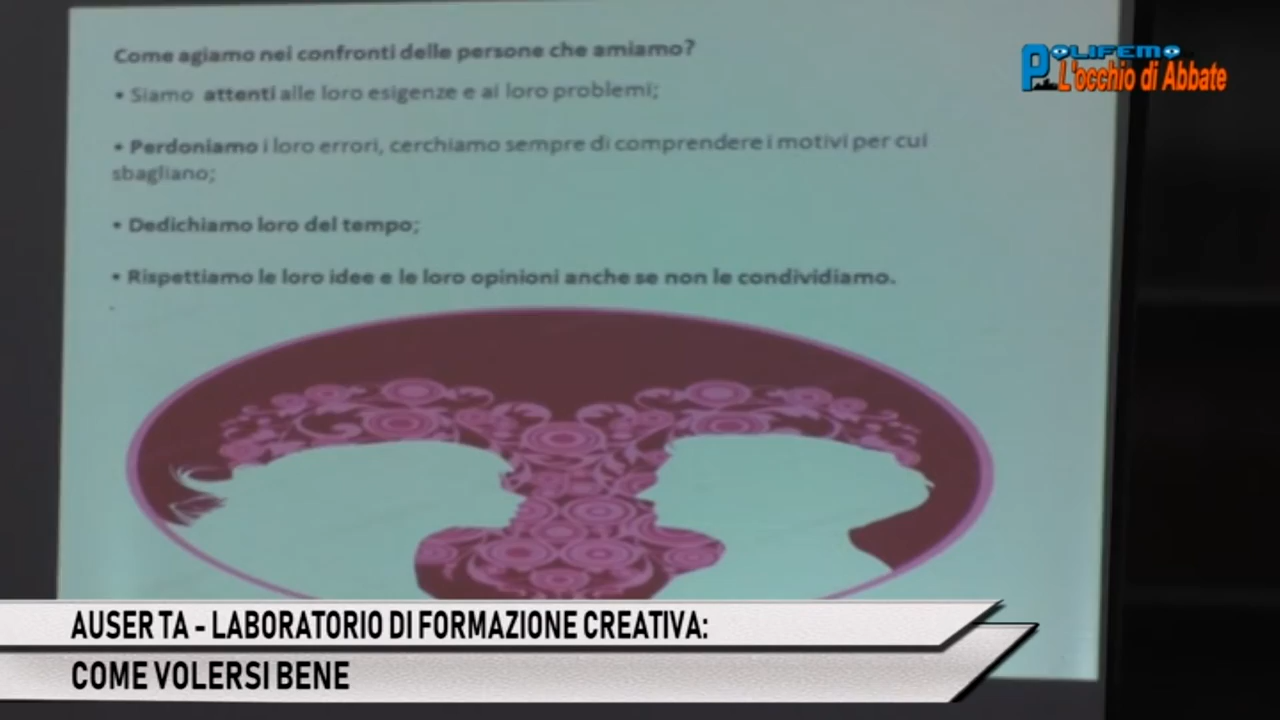 Come agiamo nei confronti delle persone che amiamo?
• Siamo attenti alle loro esigenze e ai loro problemi;
• Perdoniamo i loro errori, cerchiamo sempre di comprendere i motivi per cui
sbagliano;
• Dedichiamo loro del tempo;
• Rispettiamo le loro idee e le loro opinioni anche se non le condividiamo.
POLIFEMO
L'occhio di Abbate
AUSER TA - LABORATORIO DI FORMAZIONE CREATIVA:
COME VOLERSI BENE